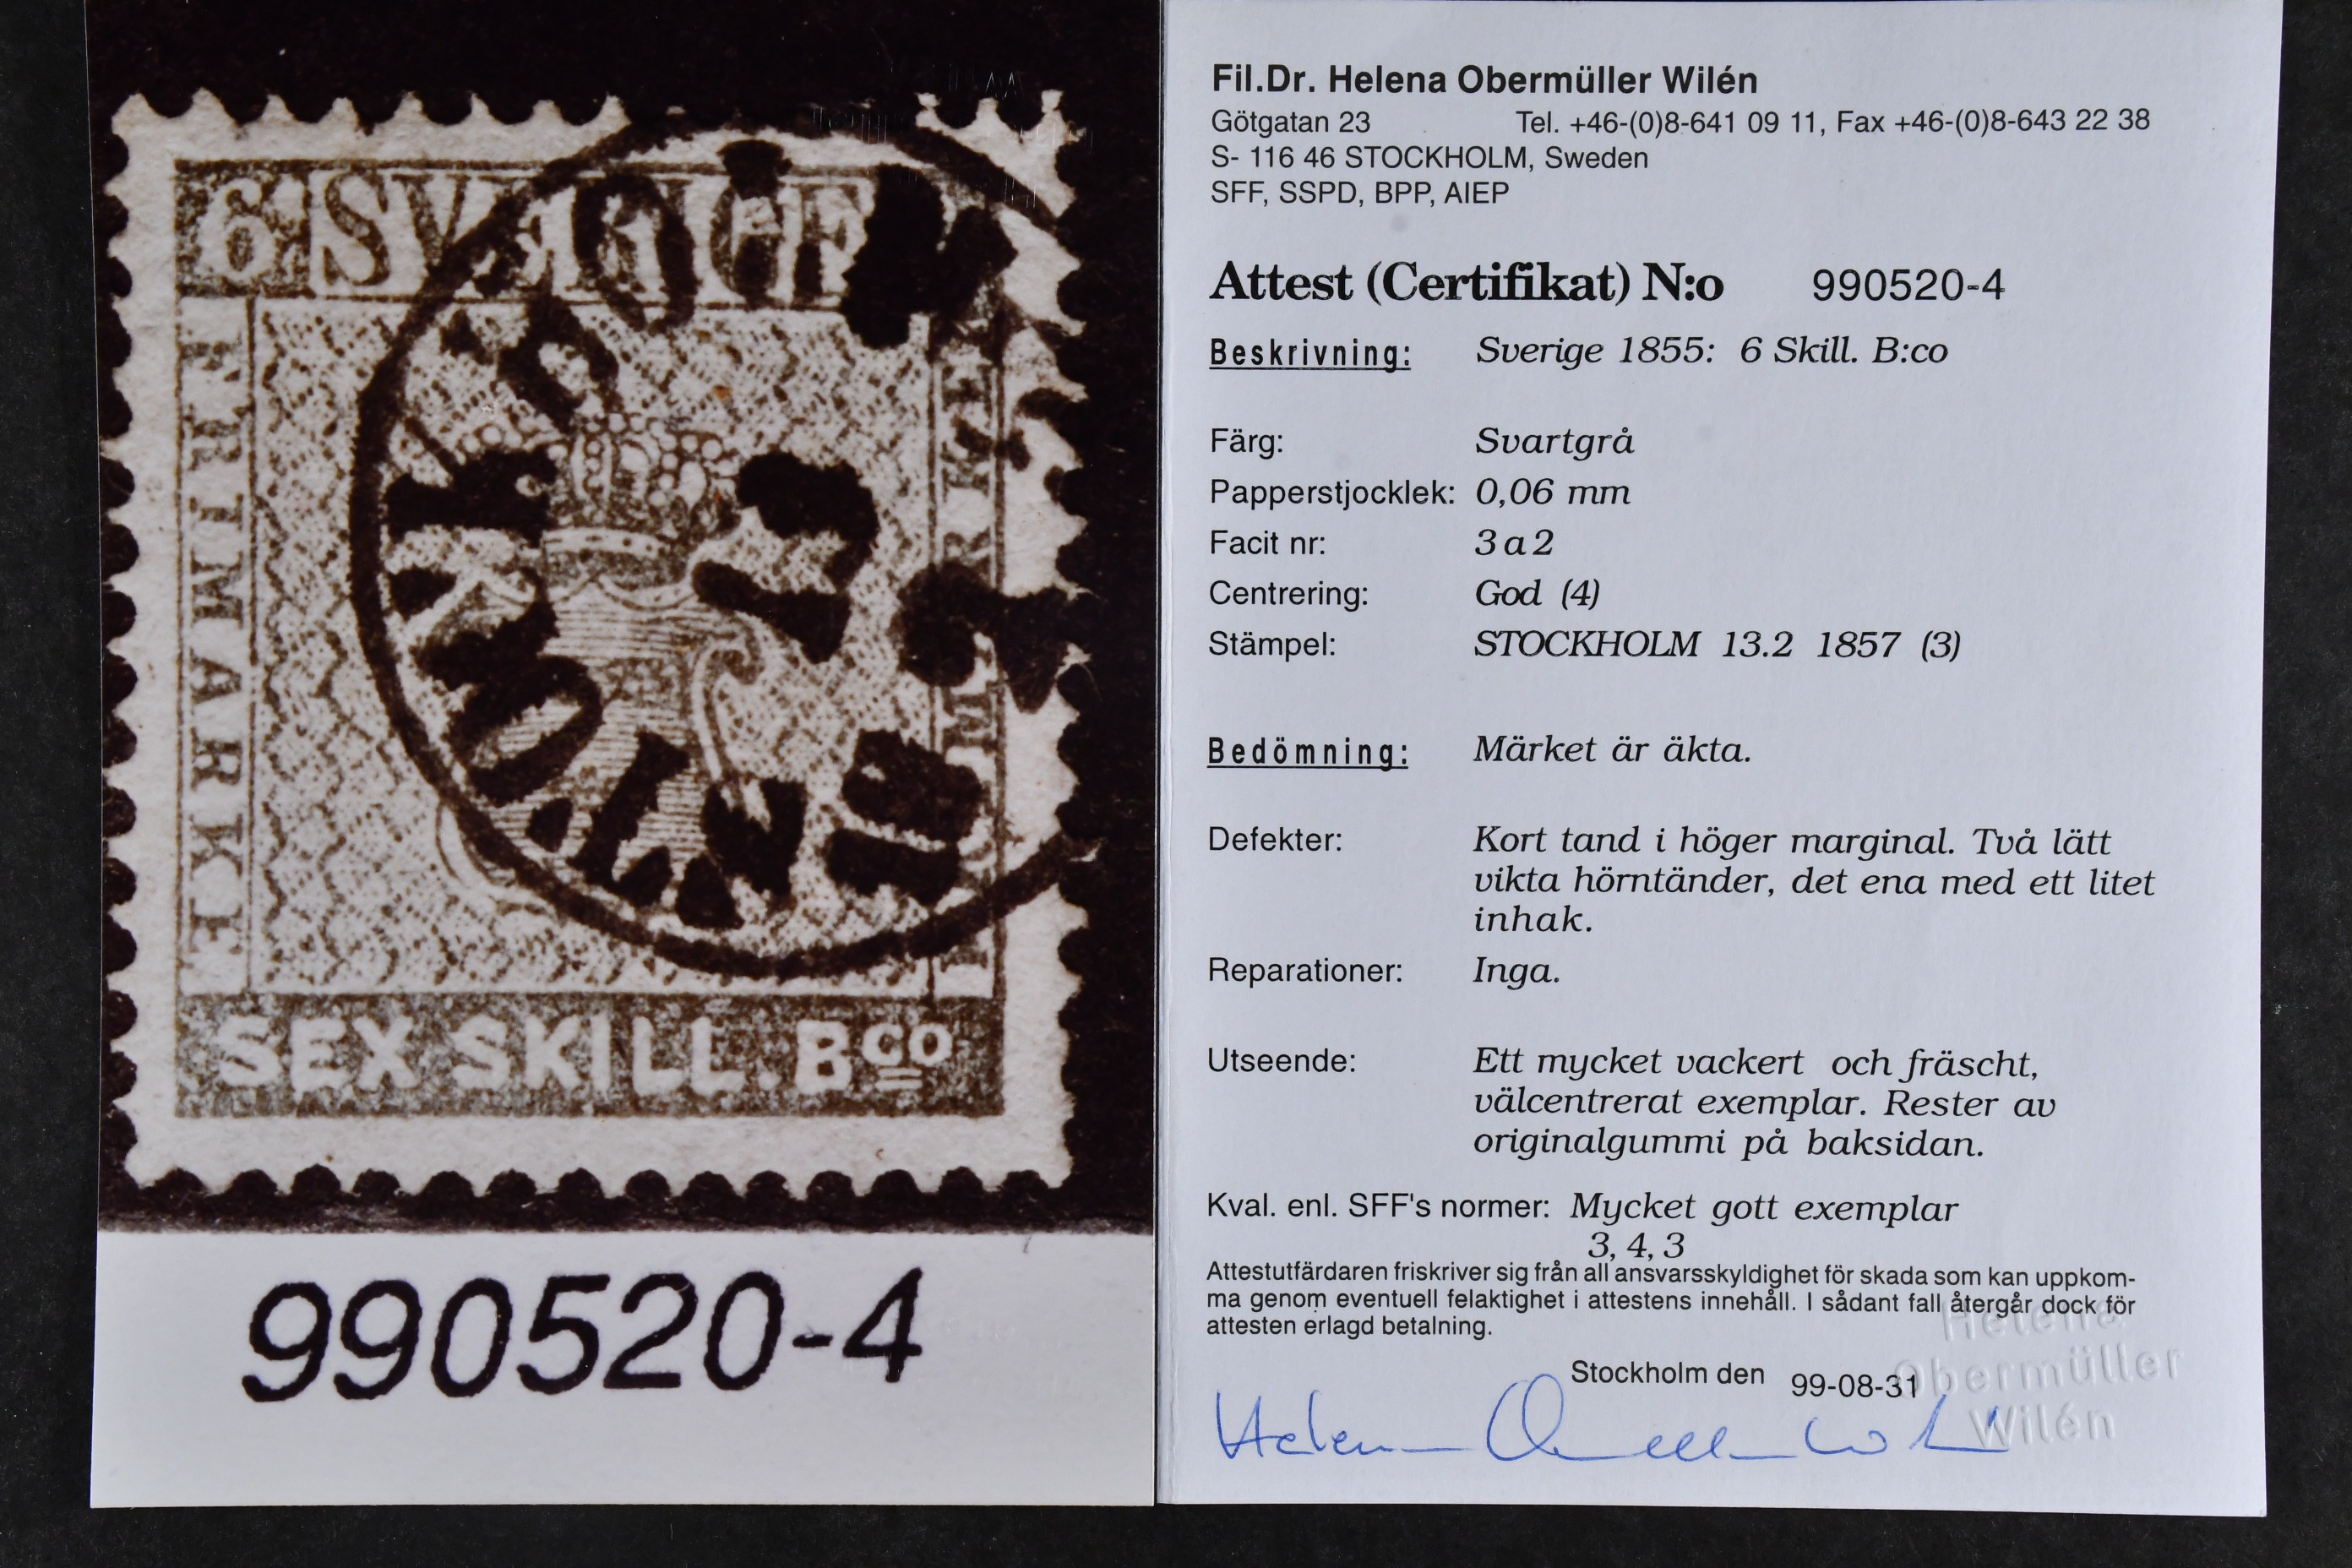 6 SVERIGE
FRIMARKE
STOCKHOLM
13
2
1857
SEX SKILL. Bco
990520-4
Fil.Dr. Helena Obermüller Wilén
Götgatan 23 Tel. +46-(0)8-641 09 11, Fax +46-(0)8-643 22 38
S- 116 46 STOCKHOLM, Sweden
SFF, SSPD, BPP, AIEP
Attest (Certifikat) N:o 990520-4
Beskrivning: Sverige 1855: 6 Skill. B:co
Färg: Svartgrå
Papperstjocklek: 0,06 mm
Facit nr: 3 a 2
Centrering: God (4)
Stämpel: STOCKHOLM 13.2 1857 (3)
Bedömning: Märket är äkta.
Defekter: Kort tand i höger marginal. Två lätt
vikta hörntänder, det ena med ett litet
inhak.
Reparationer: Inga.
Utseende: Ett mycket vackert och fräscht,
välcentrerat exemplar. Rester av
originalgummi på baksidan.
Kval. enl. SFF's normer: Mycket gott exemplar
3, 4, 3
Attestutfärdaren friskriver sig från all ansvarsskyldighet för skada som kan uppkom-
ma genom eventuell felaktighet i attestens innehåll. I sådant fall återgår dock för
attesten erlagd betalning.
Stockholm den 99-08-31
Helena
Obermüller
Wilén